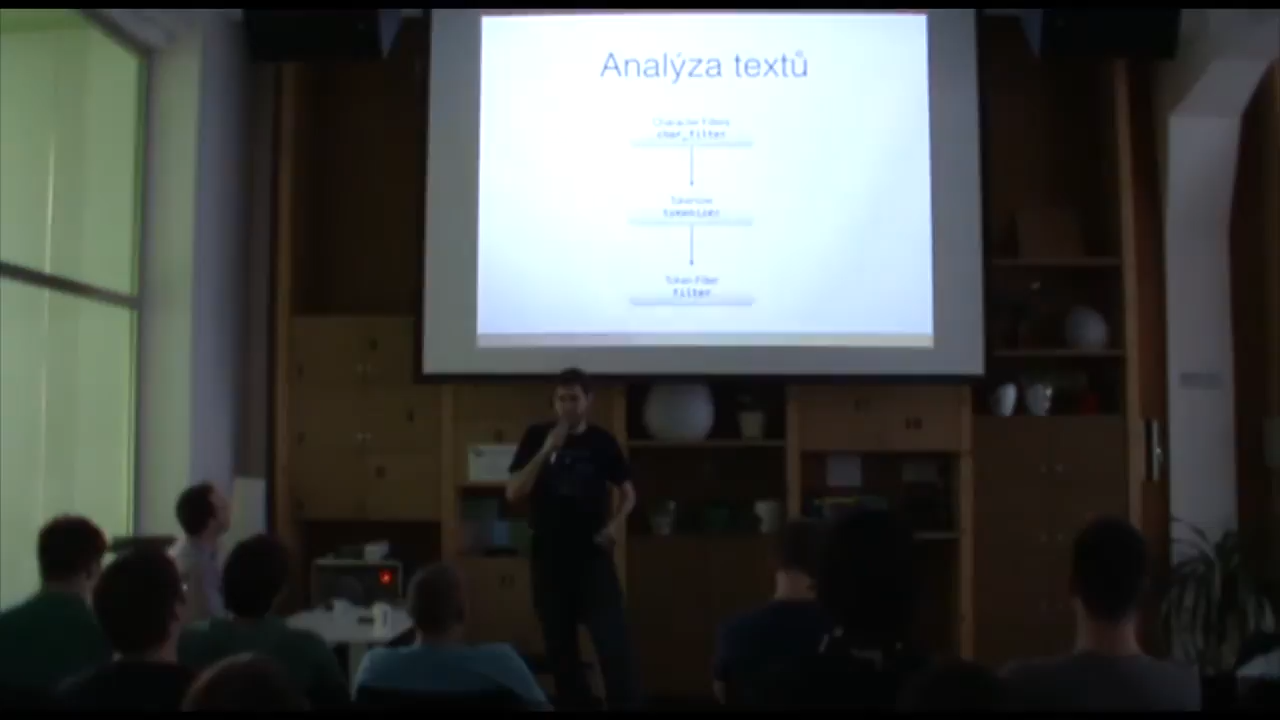 Analýza textů
Character Filters
char_filter
Tokenizer
tokenizer
Token Filter
filter